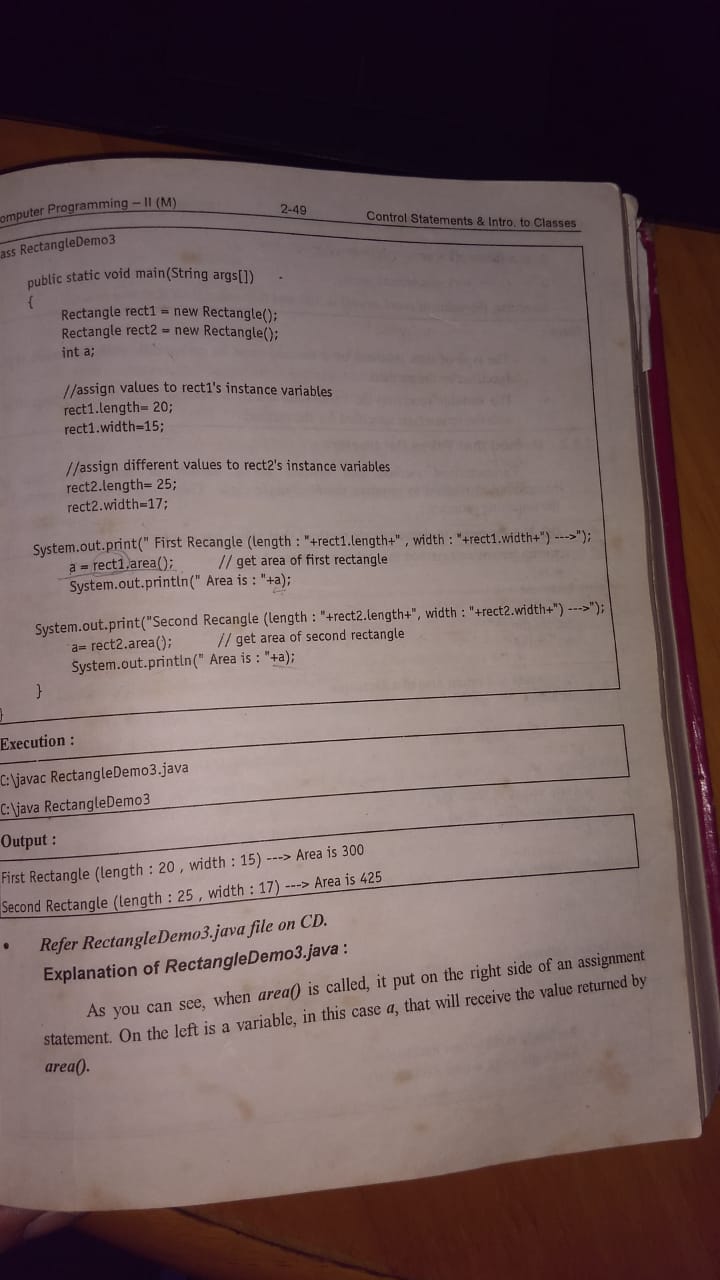 omputer Programming – II (M) 2-49 Control Statements & Intro. to Classes
ass RectangleDemo3
public static void main(String args[])
{
Rectangle rect1 = new Rectangle();
Rectangle rect2 = new Rectangle();
int a;
//assign values to rect1's instance variables
rect1.length= 20;
rect1.width=15;
//assign different values to rect2's instance variables
rect2.length= 25;
rect2.width=17;
System.out.print(" First Recangle (length : "+rect1.length+" , width : "+rect1.width+") --->");
a = rect1.area(); // get area of first rectangle
System.out.println(" Area is : "+a);
System.out.print("Second Recangle (length : "+rect2.length+", width : "+rect2.width+") --->");
a= rect2.area(); // get area of second rectangle
System.out.println(" Area is : "+a);
}
}
Execution :
C:\javac RectangleDemo3.java
C:\java RectangleDemo3
Output :
First Rectangle (length : 20 , width : 15) ---> Area is 300
Second Rectangle (length : 25 , width : 17) ---> Area is 425
• Refer RectangleDemo3.java file on CD.
Explanation of RectangleDemo3.java :
As you can see, when area() is called, it put on the right side of an assignment
statement. On the left is a variable, in this case a, that will receive the value returned by
area().